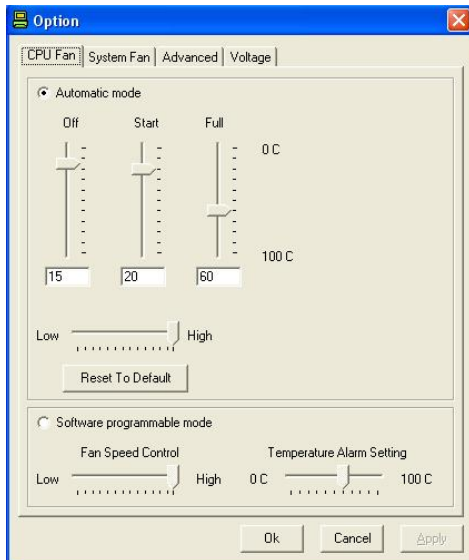 Option
CPU Fan System Fan Advanced Voltage
Automatic mode
Off Start Full
0 C
100 C
15 20 60
Low High
Reset To Default
Software programmable mode
Fan Speed Control Temperature Alarm Setting
Low High 0 C 100 C
Ok Cancel Apply